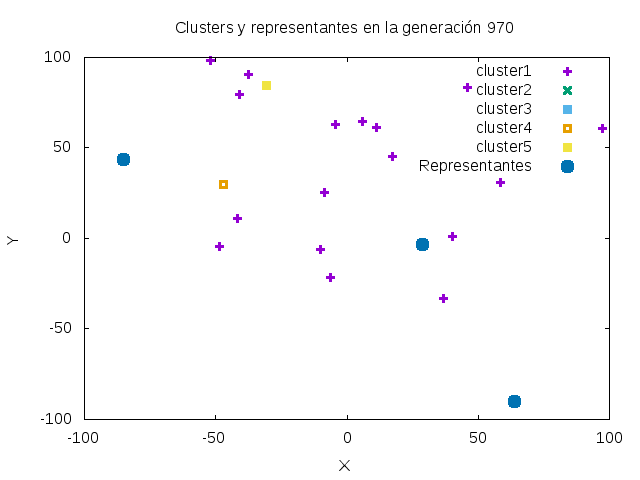 Clusters y representantes en la generación 970
100
50
0
-50
-100
-100
-50
0
50
100
Y
X
cluster1
cluster2
cluster3
cluster4
cluster5
Representantes